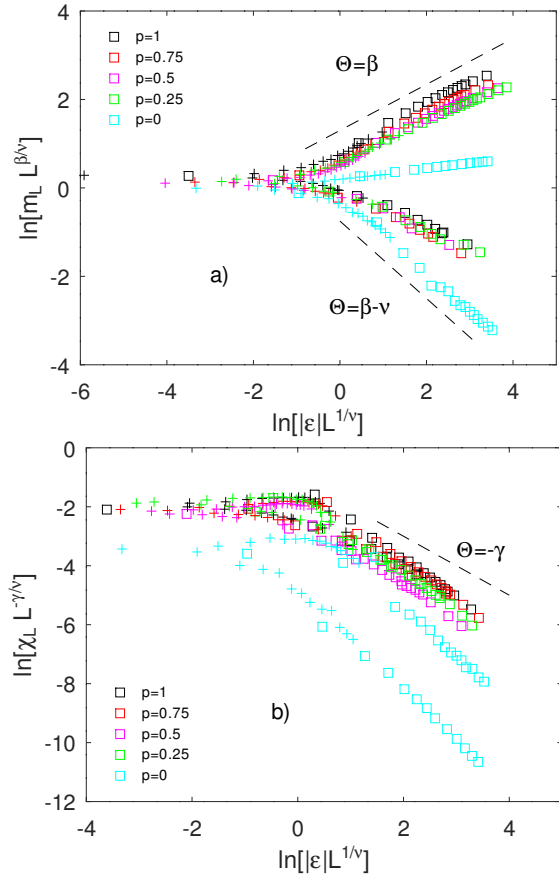 ln[m_L L^{β/ν}]
4
2
0
-2
-4
p=1
p=0.75
p=0.5
p=0.25
p=0
Θ=β
a)
Θ=β-ν
-6 -4 -2 0 2 4
ln[|ε|L^{1/ν}]
ln[χ_L L^{-γ/ν}]
0
-2
-4
-6
-8
-10
-12
Θ=-γ
p=1
p=0.75
p=0.5
p=0.25
p=0
b)
-4 -2 0 2 4
ln[|ε|L^{1/ν}]